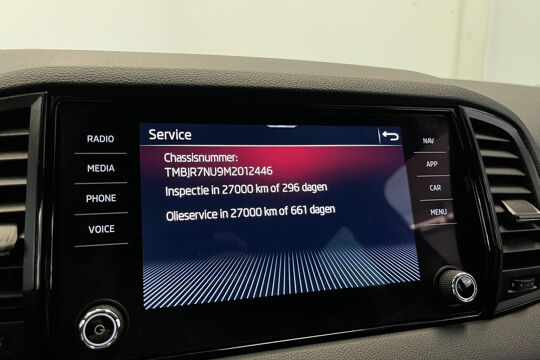 Service
Chassisnummer:
TMBJR7NU9M2012446
Inspectie in 27000 km of 296 dagen
Olieservice in 27000 km of 661 dagen
RADIO
MEDIA
PHONE
VOICE
NAV
APP
CAR
MENU